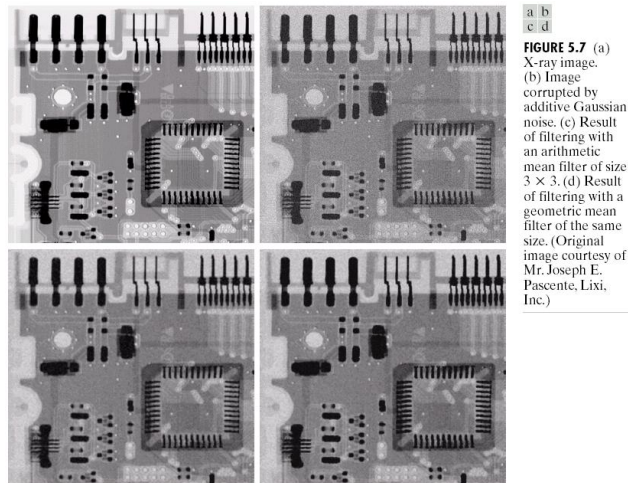 a b
c d
FIGURE 5.7 (a)
X-ray image.
(b) Image
corrupted by
additive Gaussian
noise. (c) Result
of filtering with
an arithmetic
mean filter of size
3 × 3. (d) Result
of filtering with a
geometric mean
filter of the same
size. (Original
image courtesy of
Mr. Joseph E.
Pascente, Lixi,
Inc.)